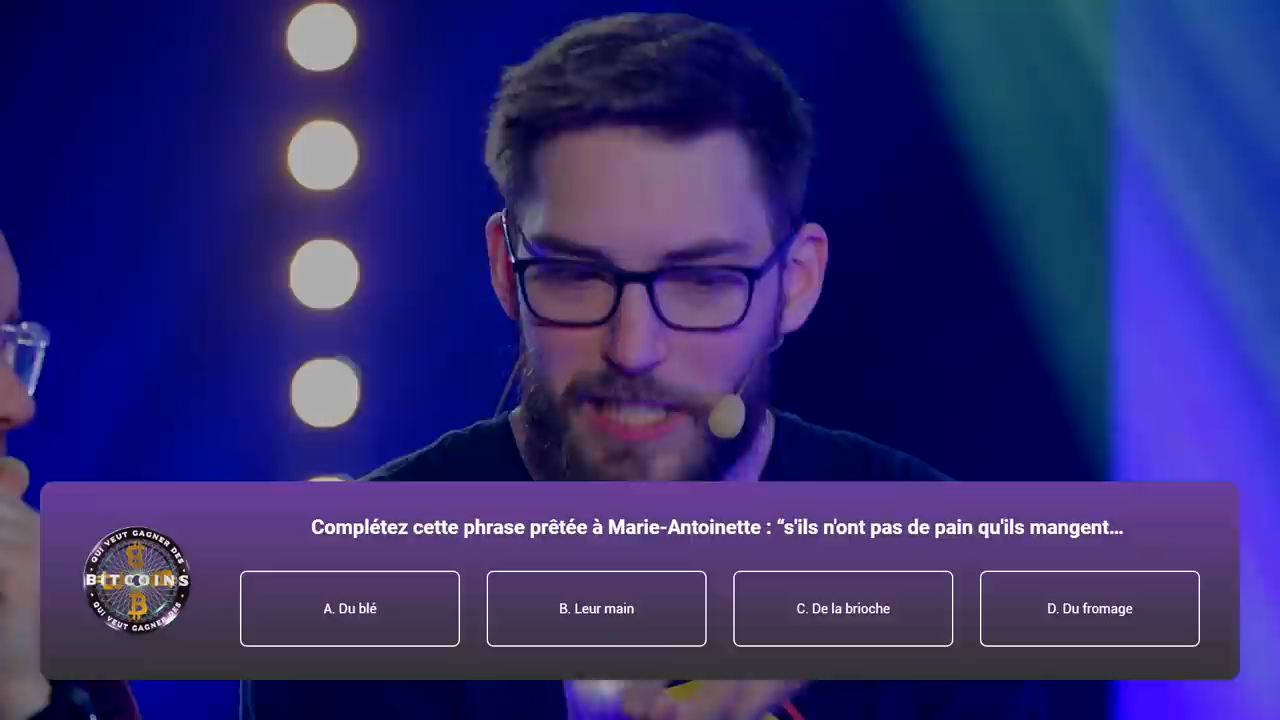 Complétez cette phrase prêtée à Marie-Antoinette : “s'ils n'ont pas de pain qu'ils mangent...
QUI VEUT GAGNER DES
BITCOINS
QUI VEUT GAGNER DES
A. Du blé
B. Leur main
C. De la brioche
D. Du fromage